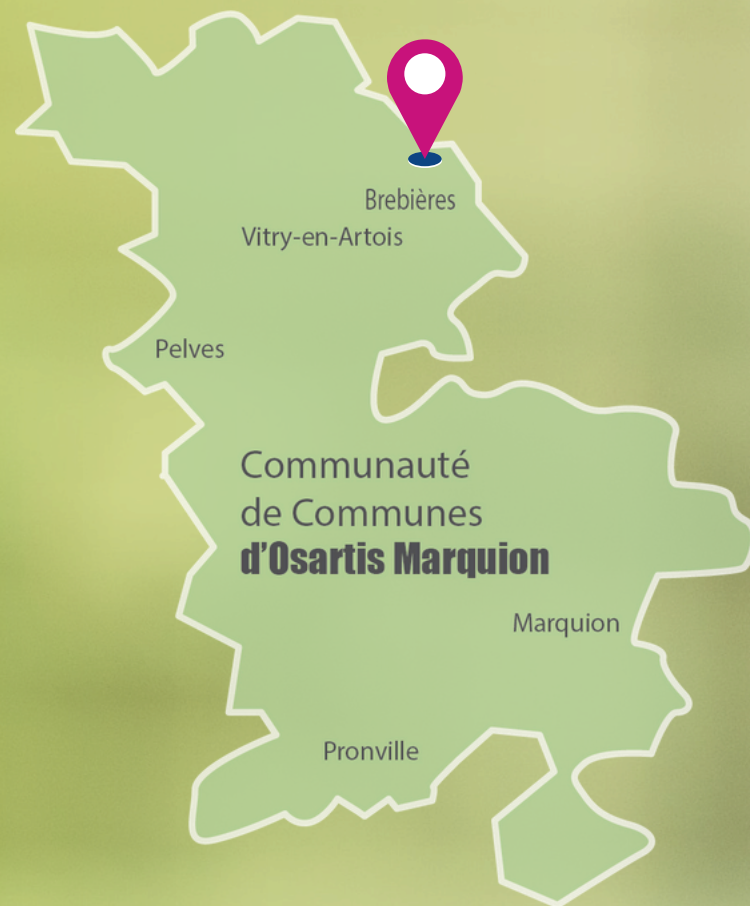 Brebières
Vitry-en-Artois
Pelves
Communauté
de Communes
d'Osartis Marquion
Marquion
Pronville